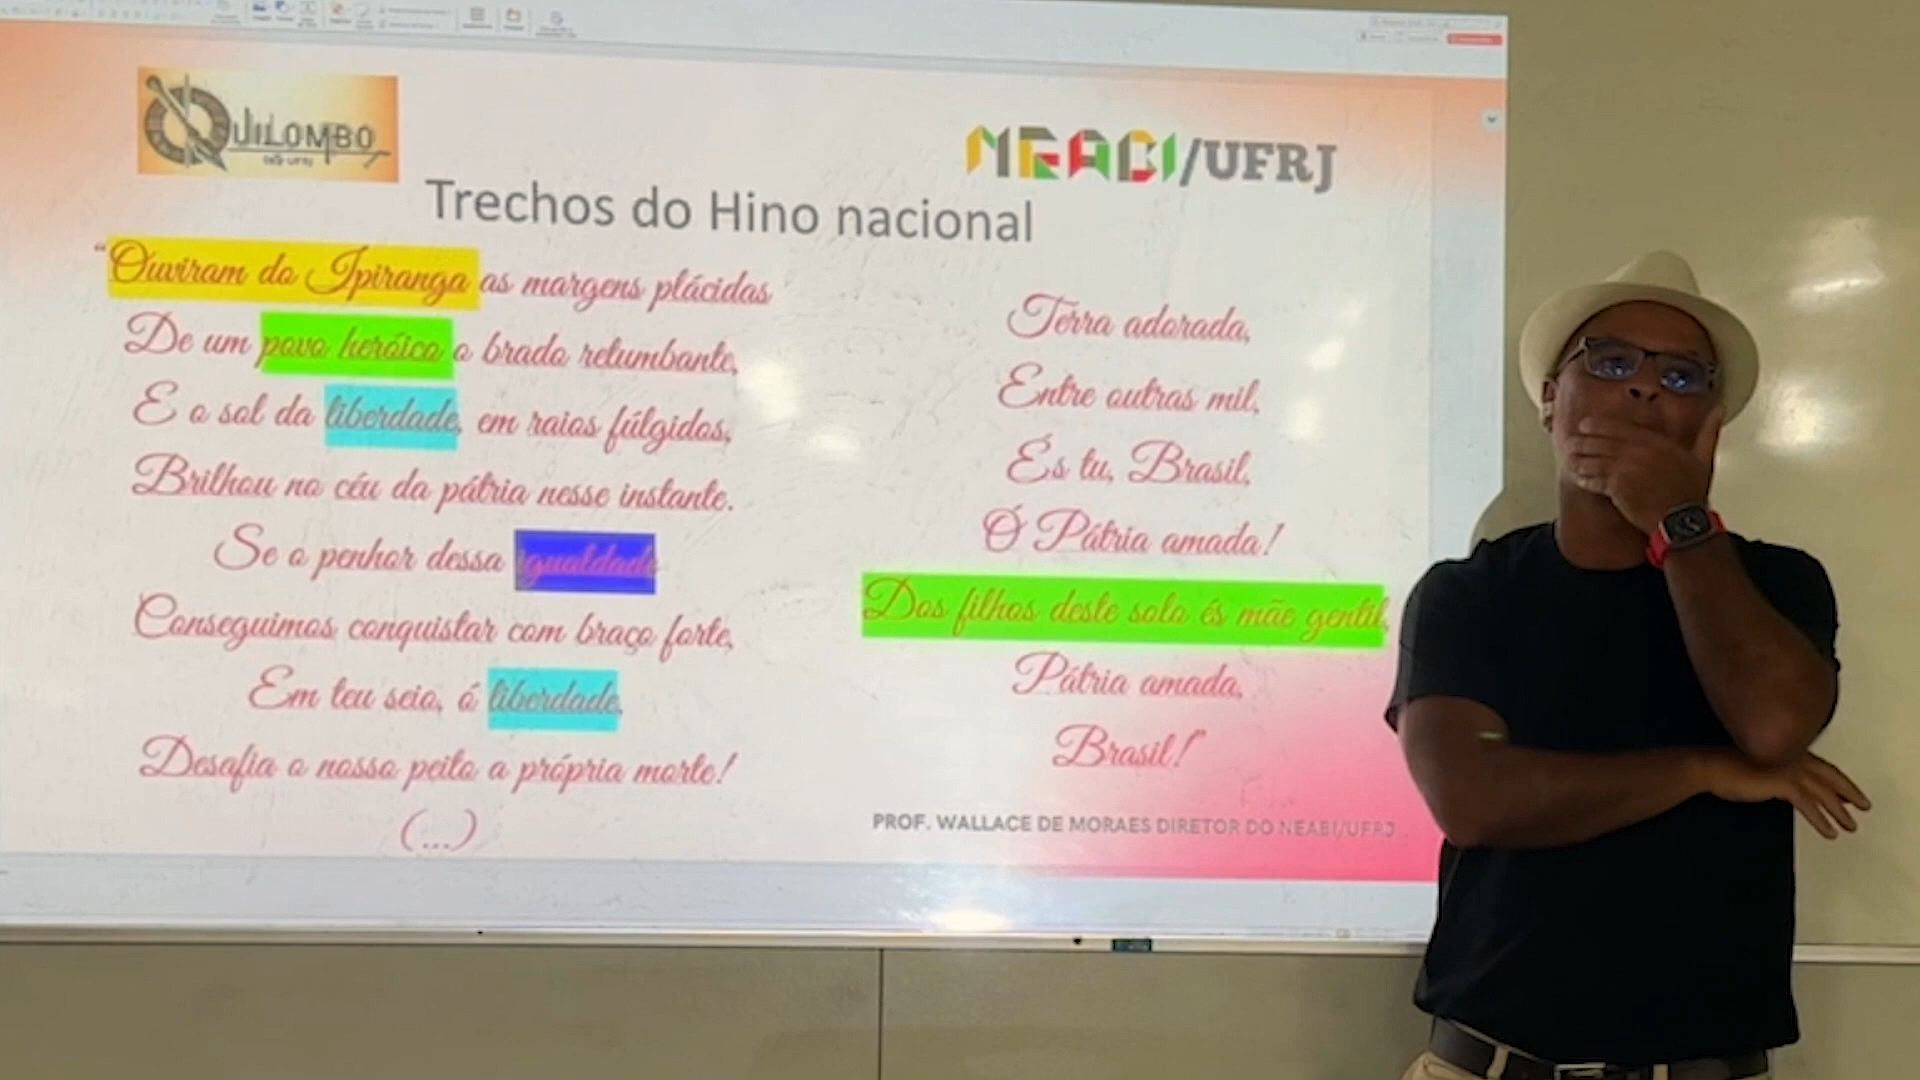 QUILOMBO
UFRJ
NEABI/UFRJ
Trechos do Hino nacional
“Ouviram do Ipiranga as margens plácidas
De um povo heróico o brado retumbante,
E o sol da liberdade, em raios fúlgidos,
Brilhou no céu da pátria nesse instante.
Se o penhor dessa igualdade
Conseguimos conquistar com braço forte,
Em teu seio, ó liberdade,
Desafia o nosso peito a própria morte!
(...)
Terra adorada,
Entre outras mil,
És tu, Brasil,
Ó Pátria amada!
Dos filhos deste solo és mãe gentil,
Pátria amada,
Brasil!”
PROF. WALLACE DE MORAES DIRETOR DO NEABI/UFRJ